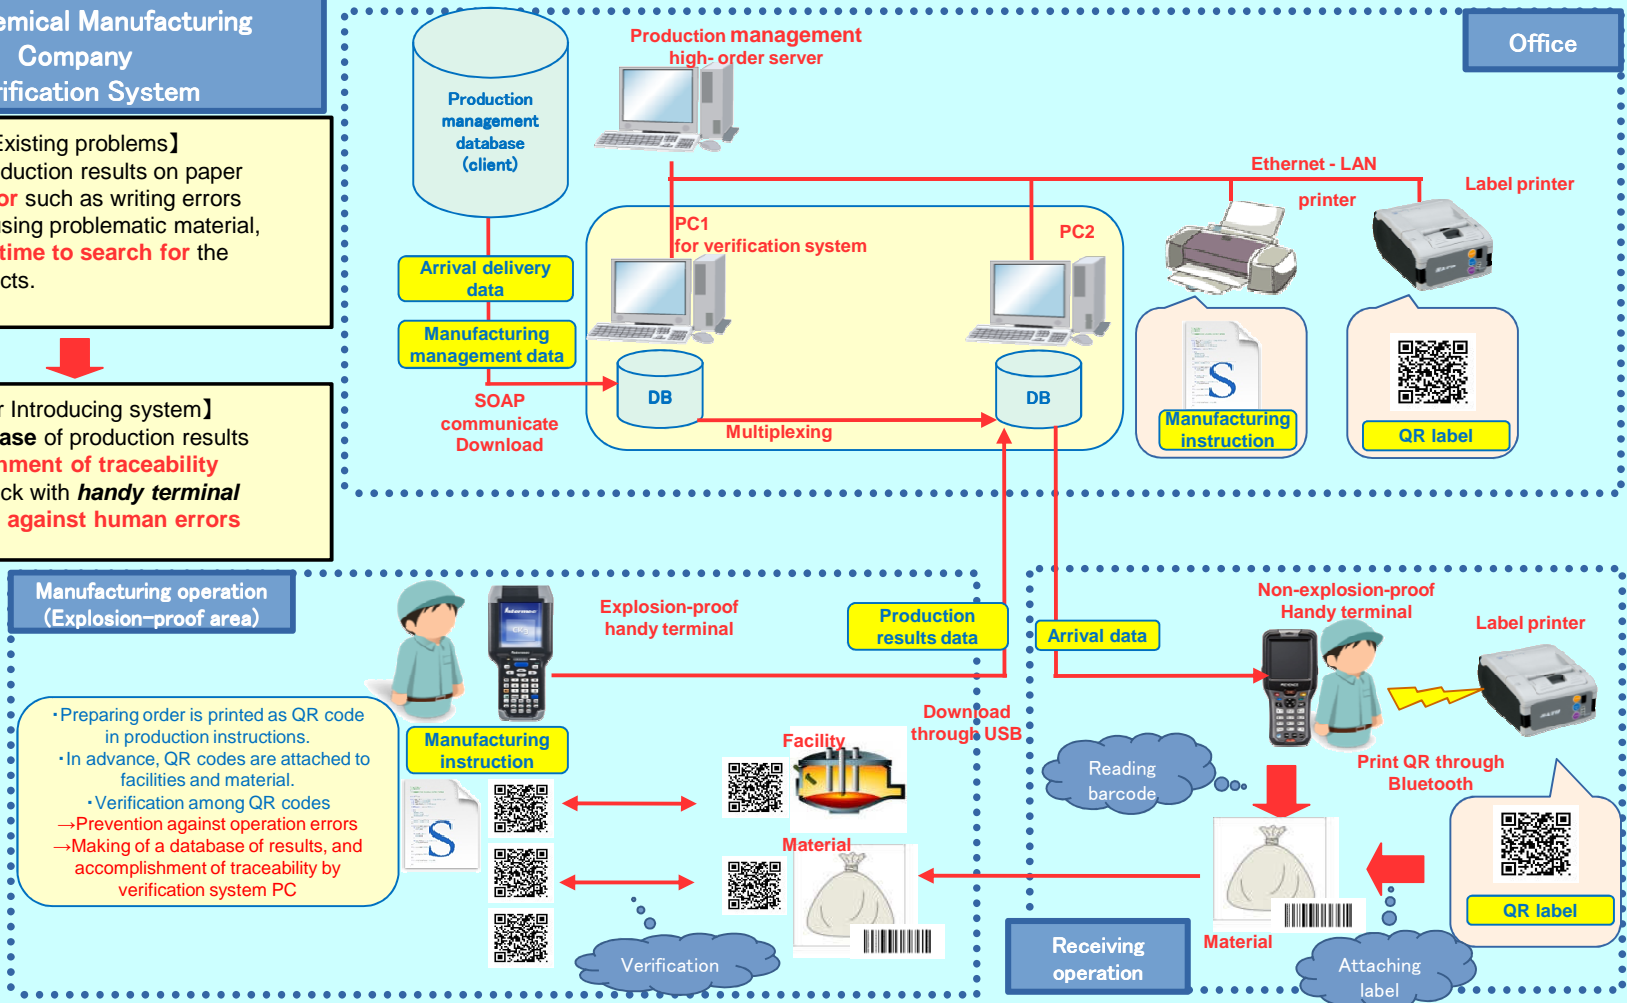 emical Manufacturing
Company
rification System
Existing problems】
duction results on paper
or such as writing errors
using problematic material,
time to search for the
cts.
r Introducing system】
ase of production results
nment of traceability
ck with handy terminal
against human errors
Office
Production management
high- order server
Production
management
database
(client)
Ethernet - LAN
printer
Label printer
PC1
for verification system
PC2
Arrival delivery
data
Manufacturing
management data
SOAP
communicate
Download
DB
Multiplexing
DB
S
Manufacturing
instruction
QR label
Manufacturing operation
(Explosion-proof area)
Explosion-proof
handy terminal
Production
results data
Arrival data
Non-explosion-proof
Handy terminal
Label printer
・Preparing order is printed as QR code
in production instructions.
・In advance, QR codes are attached to
facilities and material.
・Verification among QR codes
→Prevention against operation errors
→Making of a database of results, and
accomplishment of traceability by
verification system PC
Manufacturing
instruction
S
Facility
Download
through USB
Material
Verification
Reading
barcode
Print QR through
Bluetooth
QR label
Material
Attaching
label
Receiving
operation